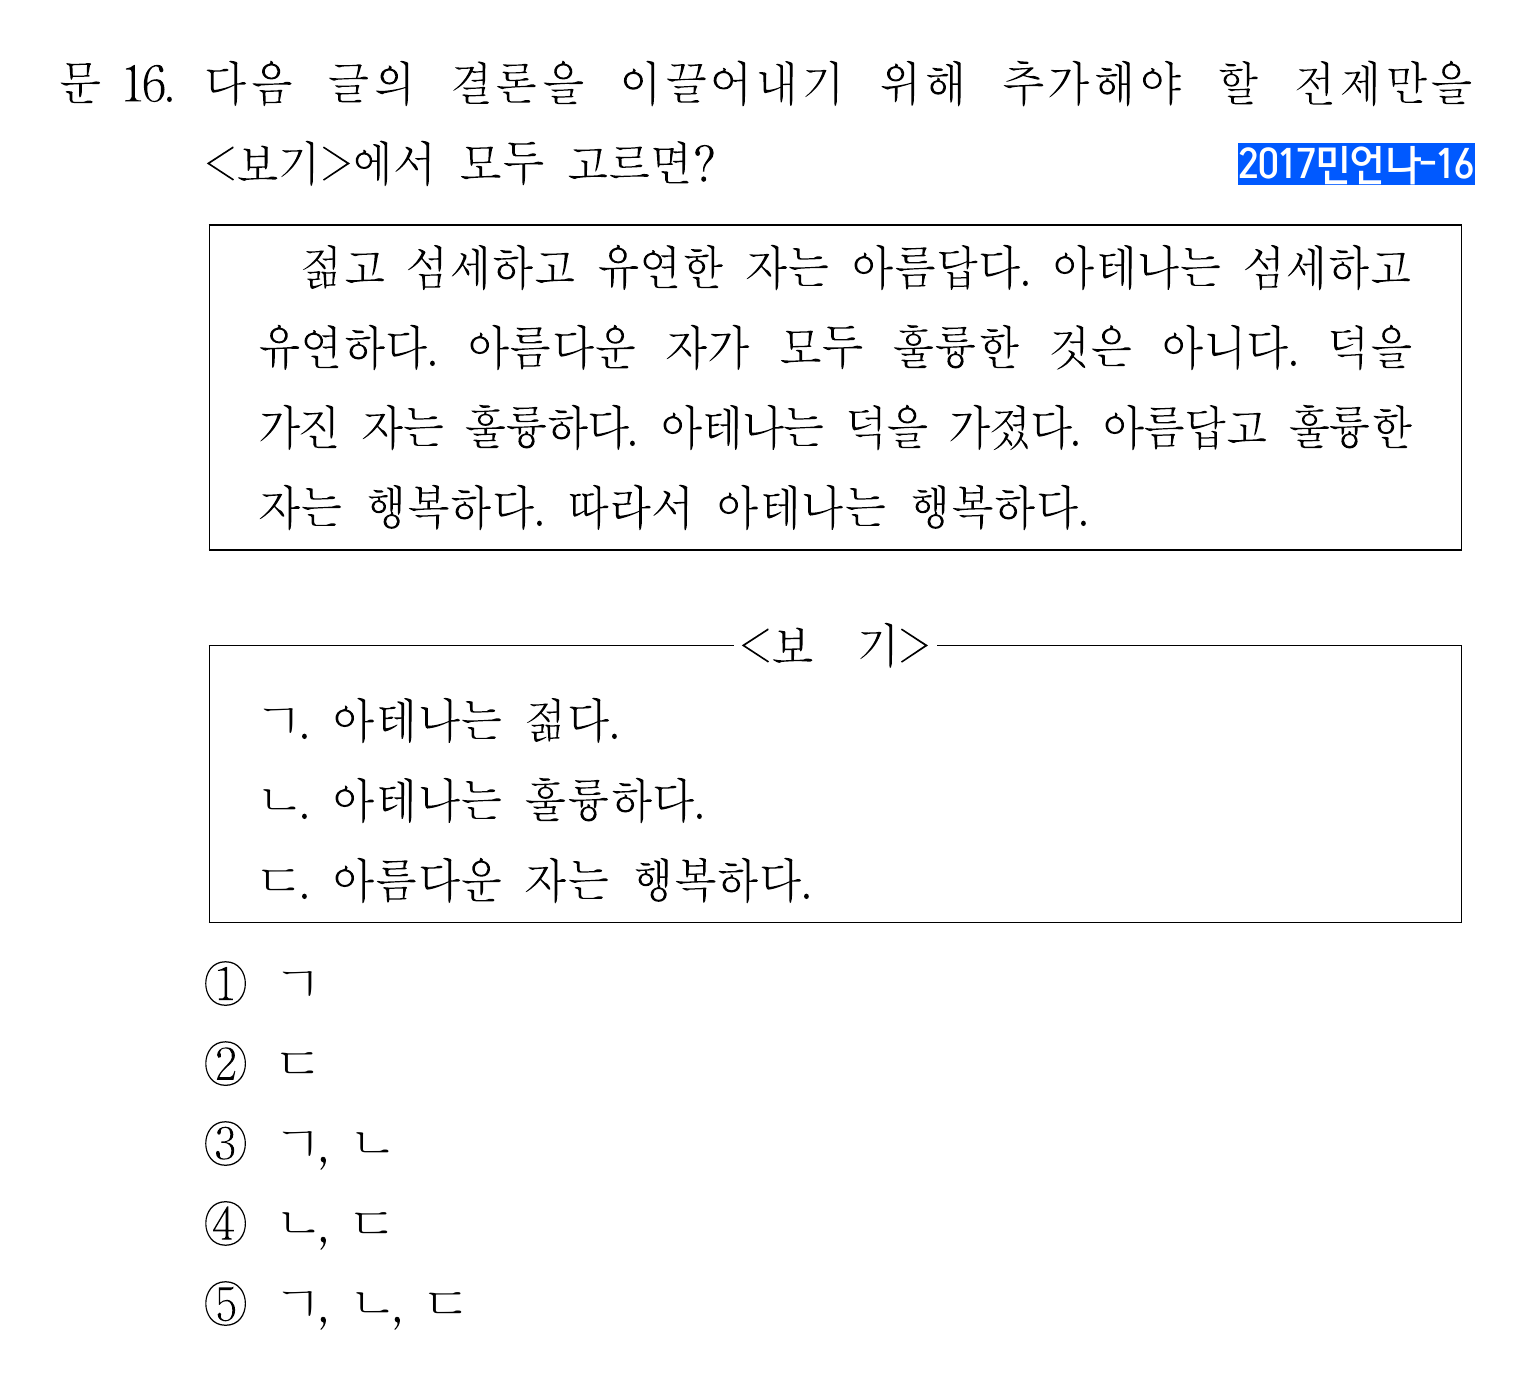 문 16. 다음 글의 결론을 이끌어내기 위해 추가해야 할 전제만을
<보기>에서 모두 고르면?
2017민언나-16
젊고 섬세하고 유연한 자는 아름답다. 아테나는 섬세하고
유연하다. 아름다운 자가 모두 훌륭한 것은 아니다. 덕을
가진 자는 훌륭하다. 아테나는 덕을 가졌다. 아름답고 훌륭한
자는 행복하다. 따라서 아테나는 행복하다.
<보 기>
ㄱ. 아테나는 젊다.
ㄴ. 아테나는 훌륭하다.
ㄷ. 아름다운 자는 행복하다.
① ㄱ
② ㄷ
③ ㄱ, ㄴ
④ ㄴ, ㄷ
⑤ ㄱ, ㄴ, ㄷ